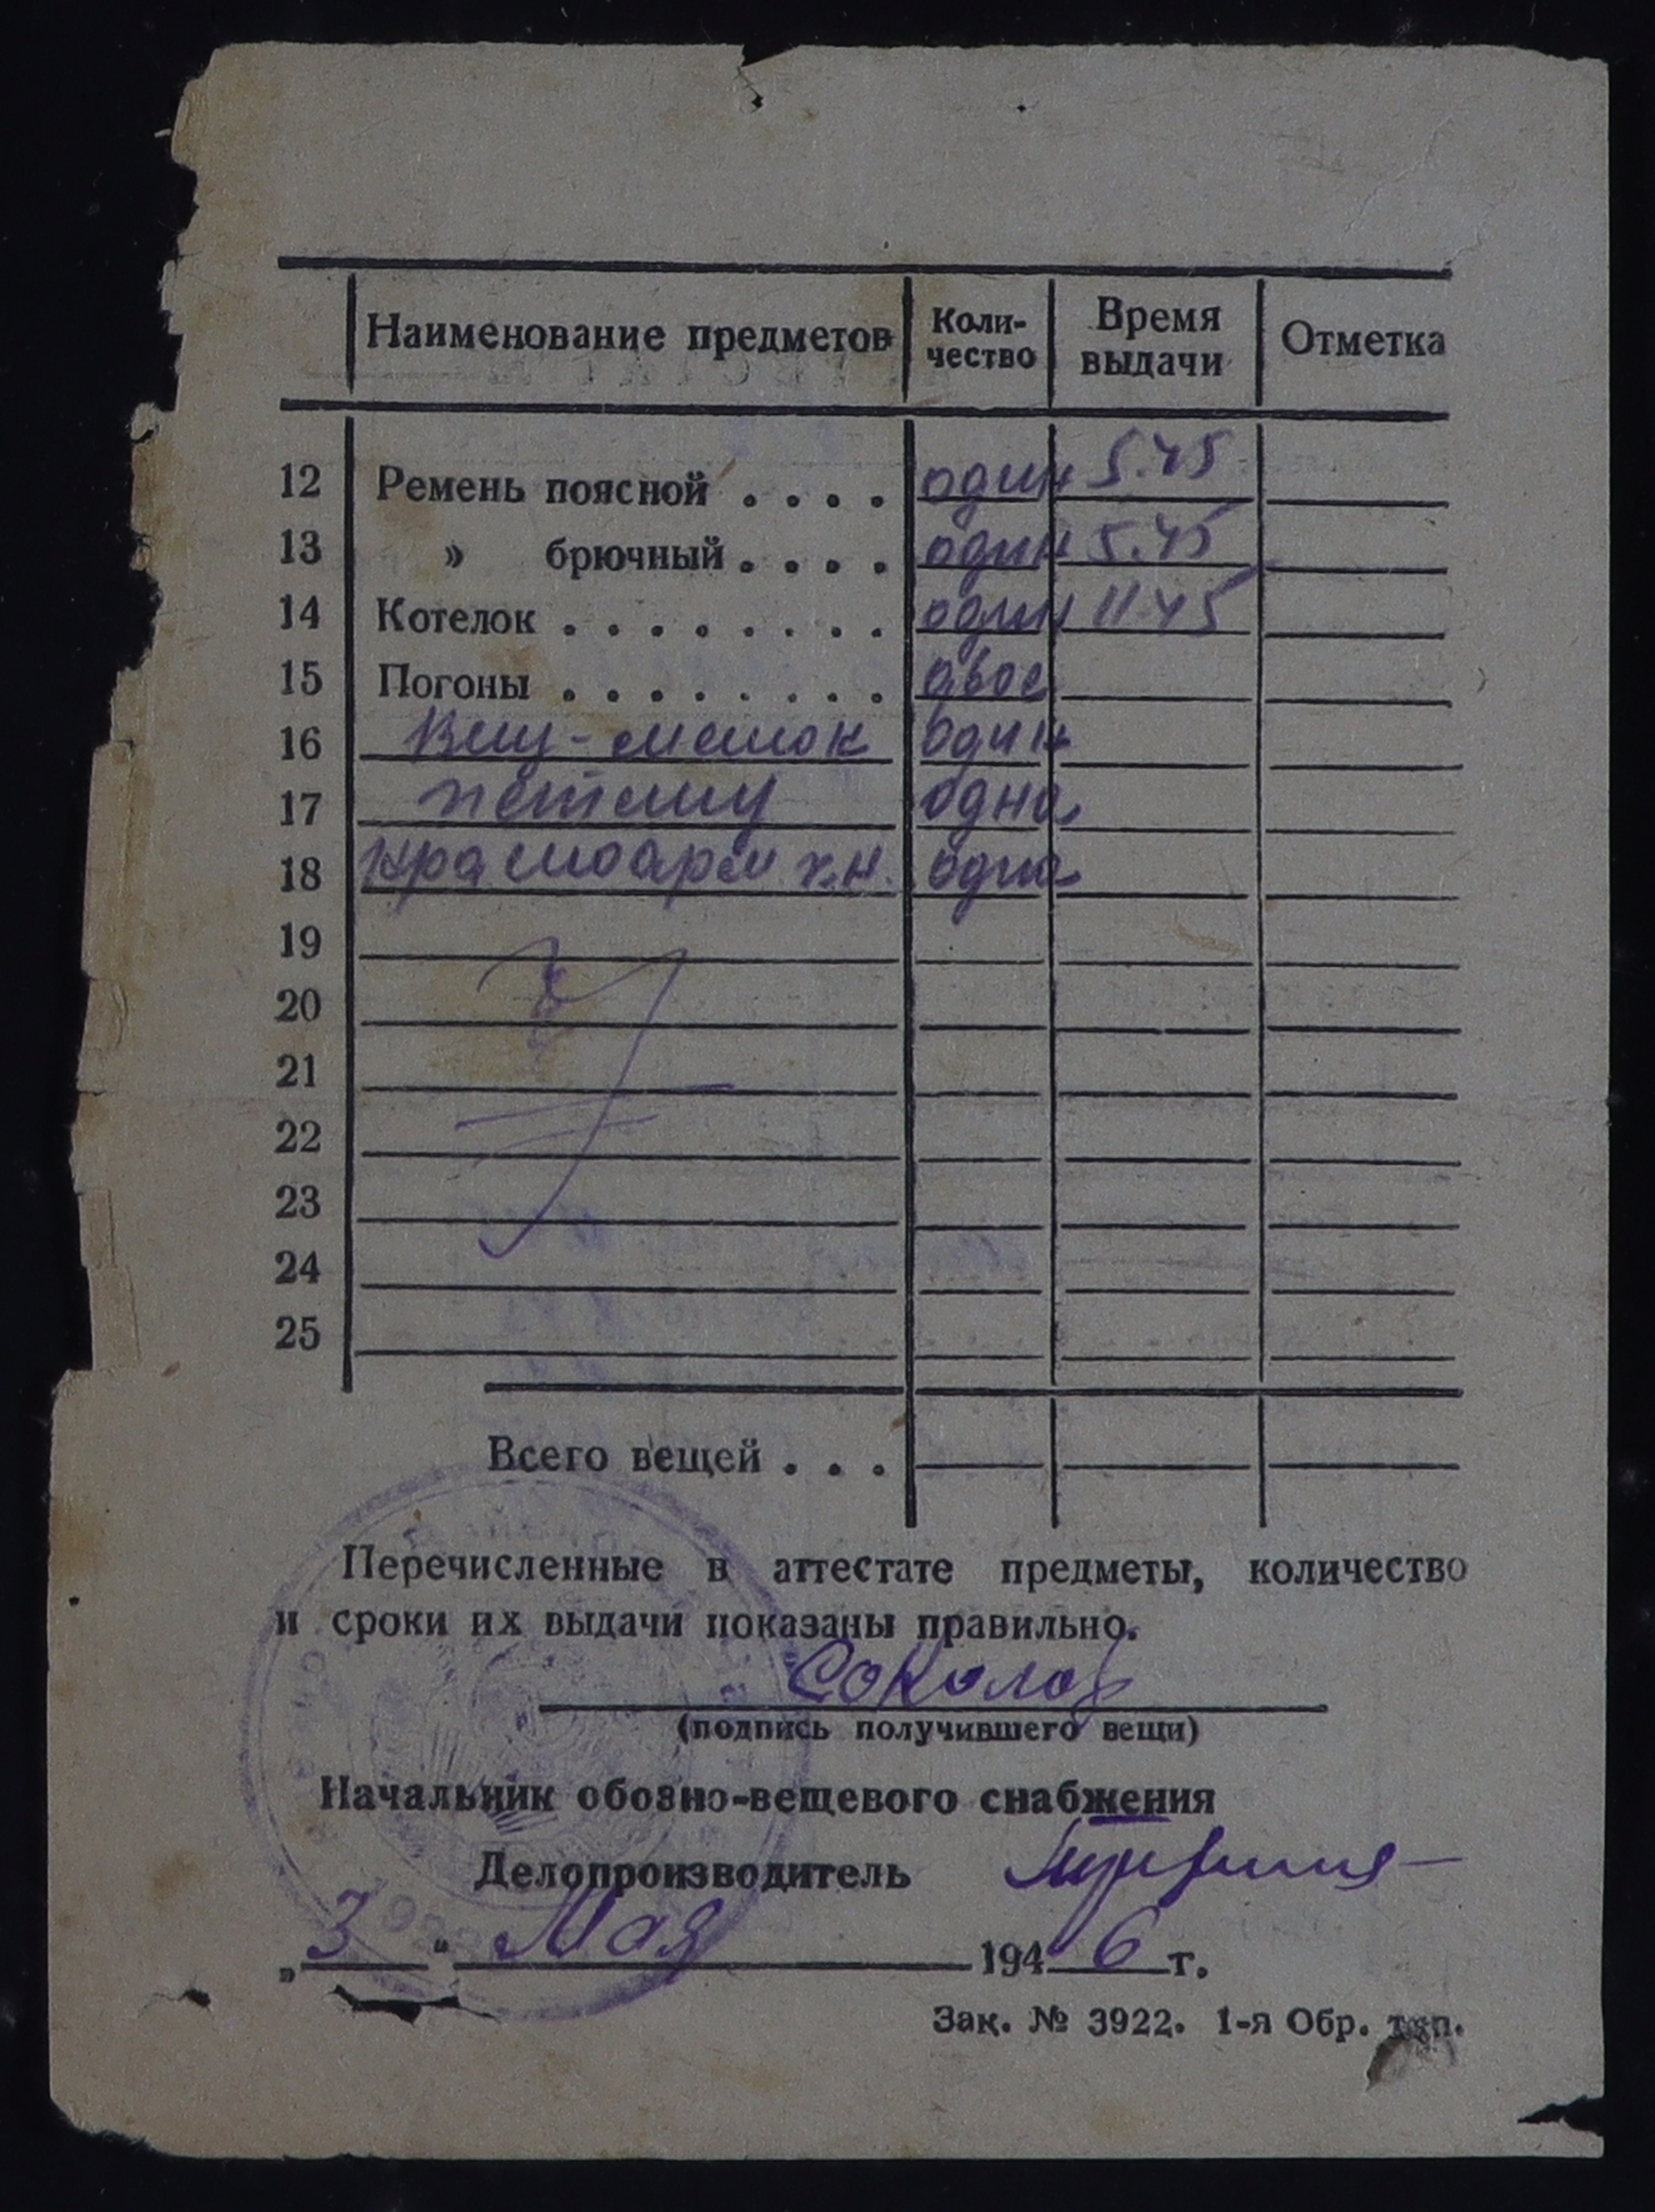 Наименование предметов Коли-чество Время выдачи Отметка
12 Ремень поясной . . . . один 5.45
13 » брючный . . . . один 5.45
14 Котелок . . . . . . . . один 11 45
15 Погоны . . . . . . . . двое
16 Вещ-мешок один
17 одна
18 х.н. одна
19
20
21
22
23
24
25
Всего вещей . . .
Перечисленные в аттестате предметы, количество
и сроки их выдачи показаны правильно.
Соколов
(подпись получившего вещи)
Начальник обозно-вещевого снабжения
Делопроизводитель
„ 3 “ Мая 194 6 г.
Зак. № 3922. 1-я Обр. тип.